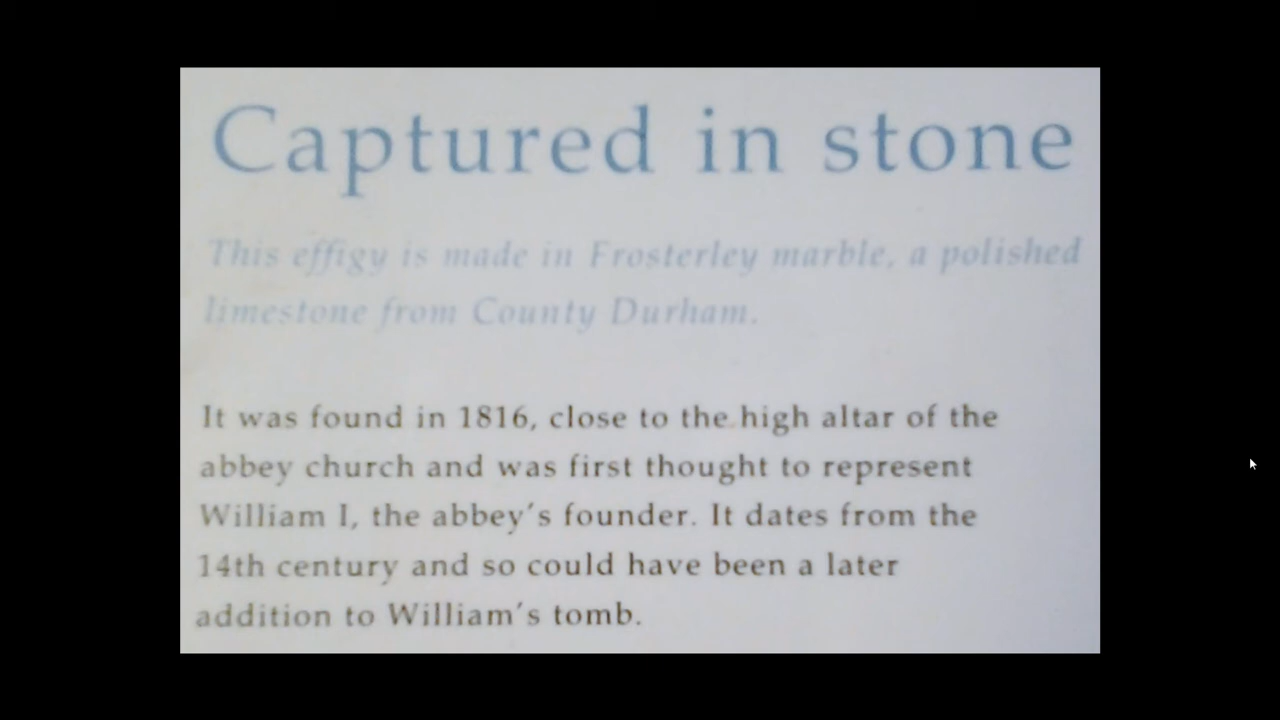 Captured in stone
This effigy is made in Frosterley marble, a polished
limestone from County Durham.
It was found in 1816, close to the high altar of the
abbey church and was first thought to represent
William I, the abbey's founder. It dates from the
14th century and so could have been a later
addition to William's tomb.